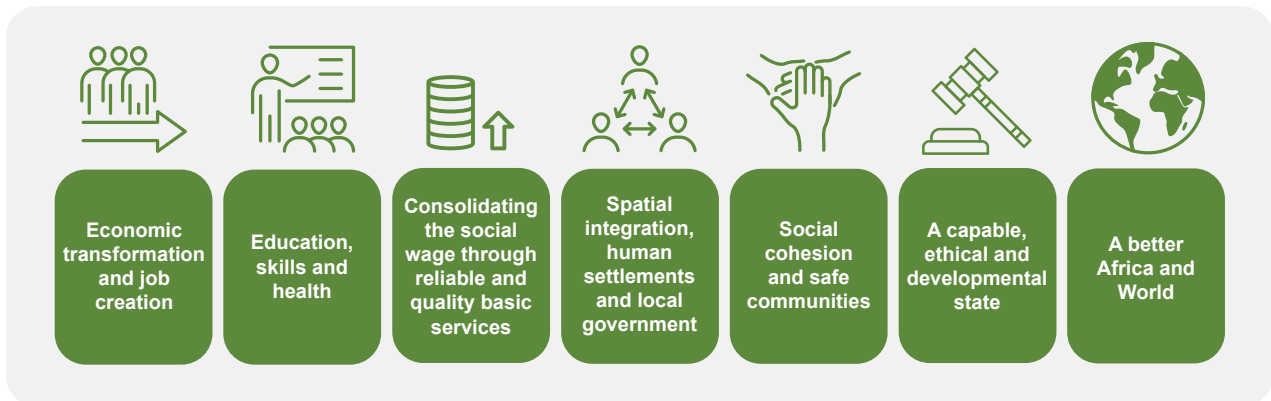 Economic
transformation
and job
creation
Education,
skills and
health
Consolidating
the social
wage through
reliable and
quality basic
services
Spatial
integration,
human
settlements
and local
government
Social
cohesion
and safe
communities
A capable,
ethical and
developmental
state
A better
Africa and
World